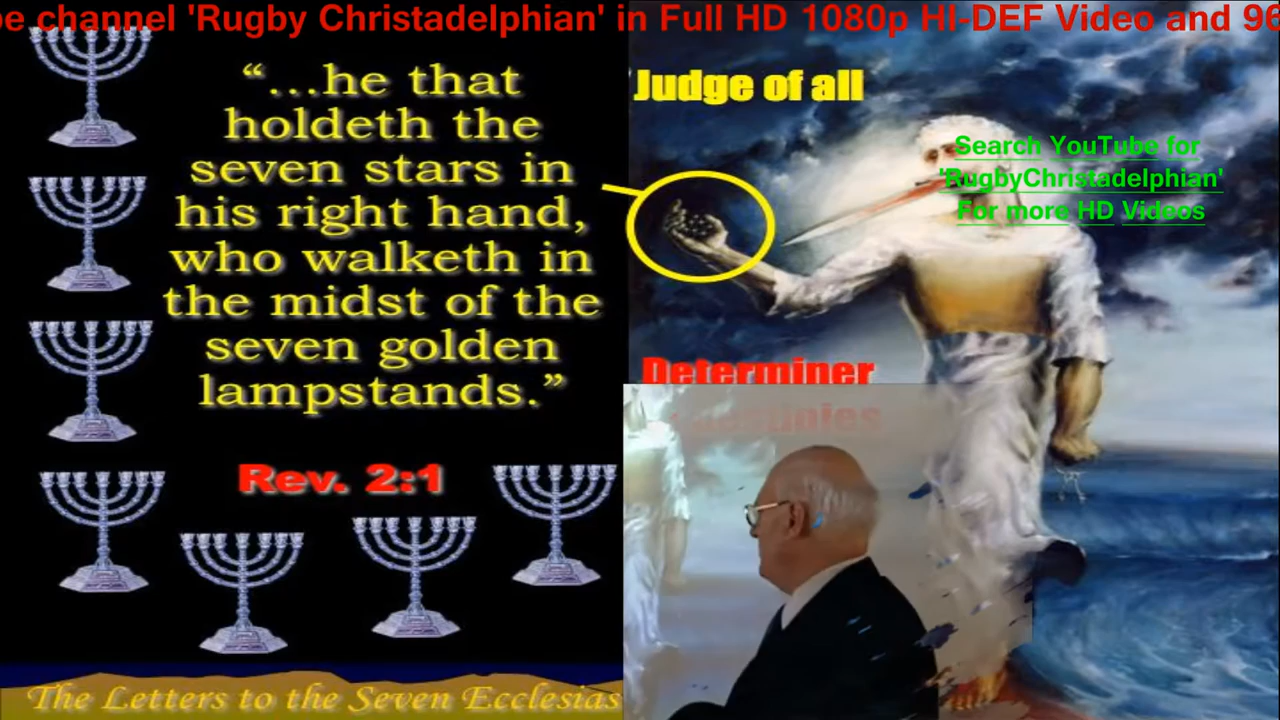 be channel 'Rugby Christadelphian' in Full HD 1080p HI-DEF Video and 96
“...he that
holdeth the
seven stars in
his right hand,
who walketh in
the midst of the
seven golden
lampstands.”
Rev. 2:1
The Letters to the Seven Ecclesias
Judge of all
Search YouTube for
'RugbyChristadelphian'
For more HD Videos
Determiner